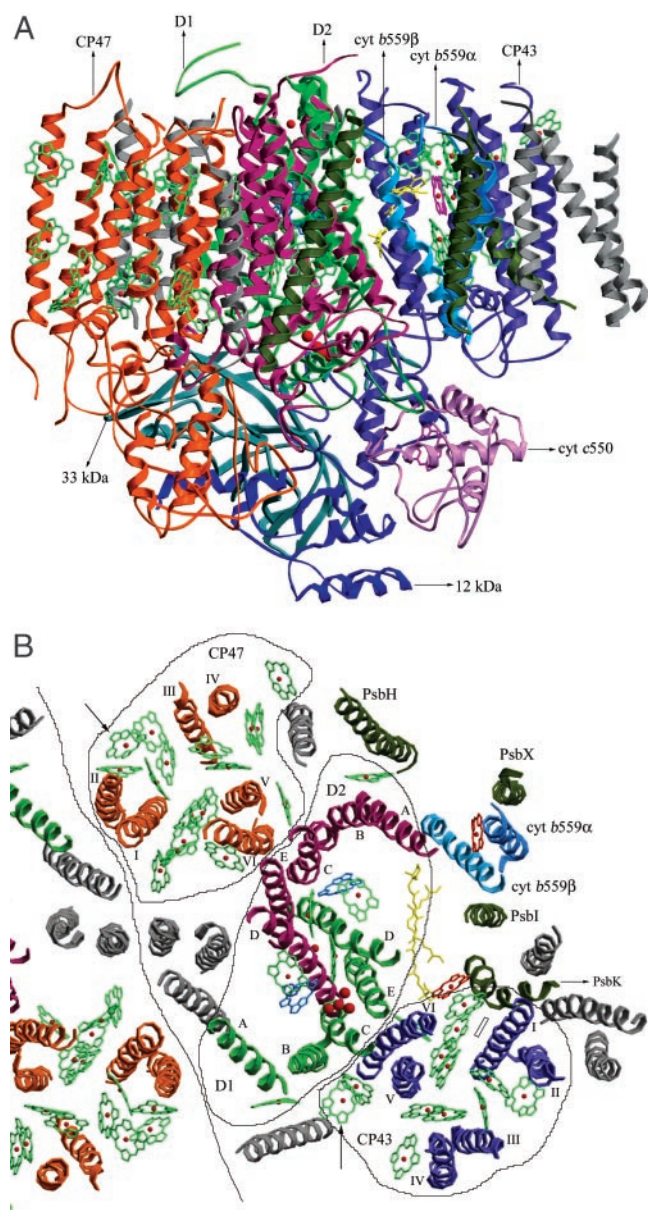 A
CP47
D1
D2
cyt b559β
cyt b559α
CP43
33 kDa
cyt c550
12 kDa
B
CP47
III
IV
II
V
I
VI
PsbH
D2
A
B
E
C
PsbX
cyt b559α
cyt b559β
PsbI
D
D
E
VI
PsbK
A
B
C
D1
I
V
II
CP43
III
IV